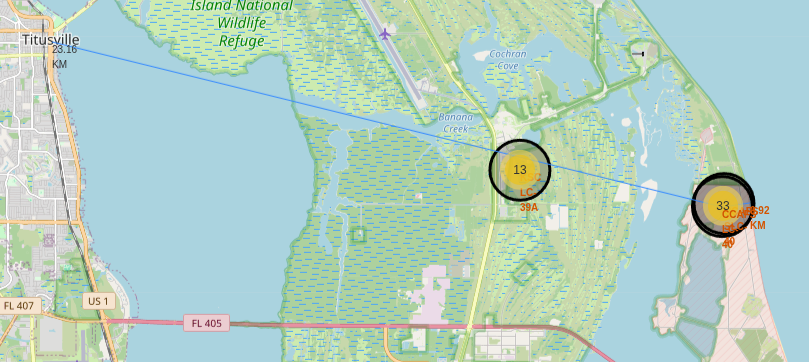 Island National
Wildlife
Refuge
Titusville
23.16
KM
Cochran
Cove
Banana
Creek
13
LC-
39A
33
40
FL 407
US 1
FL 405